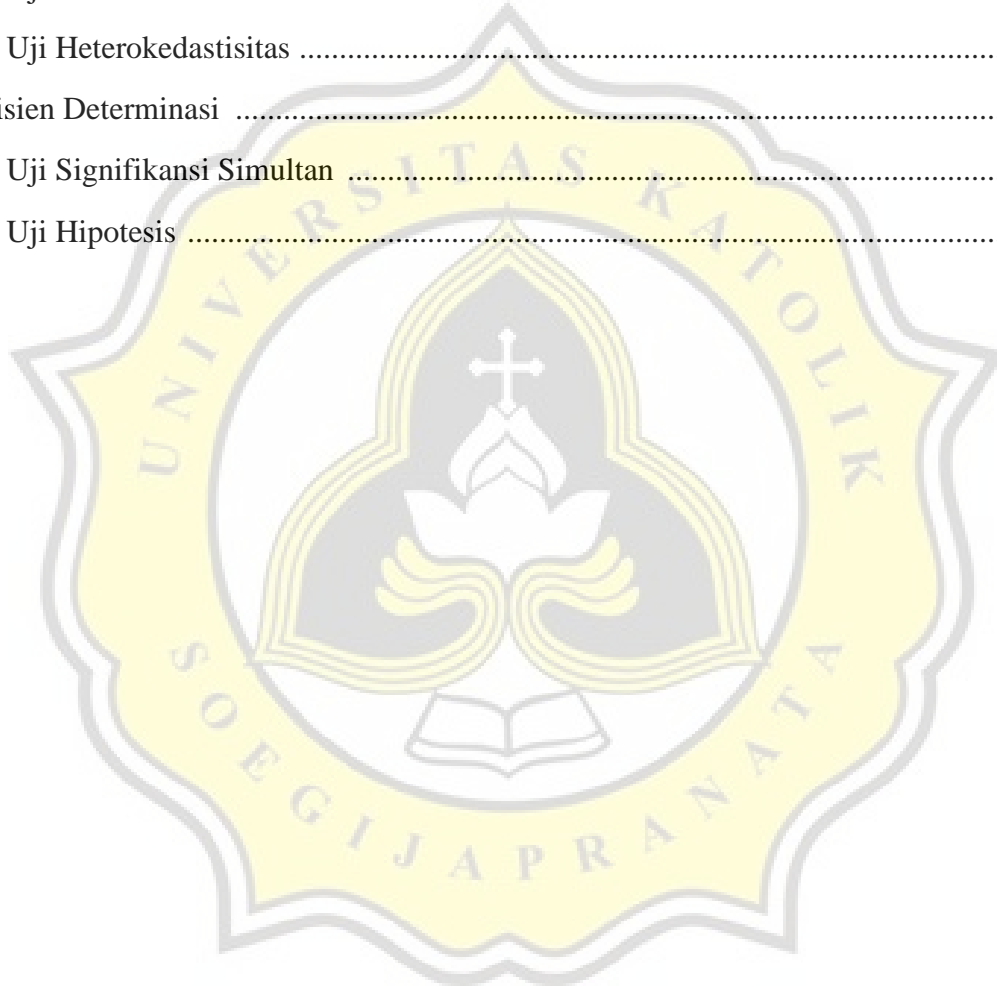 Uji Heterokedastisitas ........................................................................................
isien Determinasi ................................................................................................
Uji Signifikansi Simultan ..................................................................................
Uji Hipotesis ......................................................................................................
UNIVERSITAS KATOLIK
SOEGIJAPRANATA